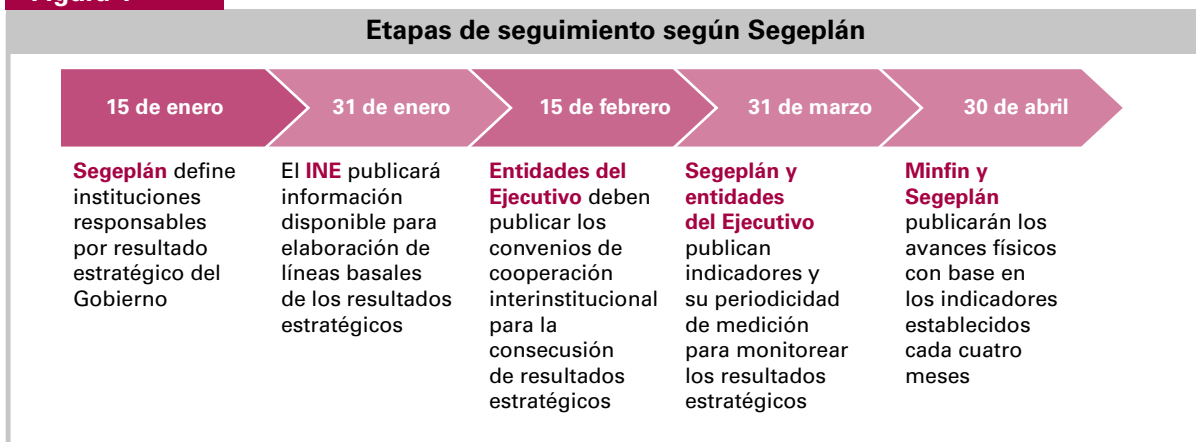 Etapas de seguimiento según Segeplán
15 de enero
31 de enero
15 de febrero
31 de marzo
30 de abril
Segeplán define
instituciones
responsables
por resultado
estratégico del
Gobierno
El INE publicará
información
disponible para
elaboración de
líneas basales
de los resultados
estratégicos
Entidades del
Ejecutivo deben
publicar los
convenios de
cooperación
interinstitucional
para la
consecusión
de resultados
estratégicos
Segeplán y
entidades
del Ejecutivo
publican
indicadores y
su periodicidad
de medición
para monitorear
los resultados
estratégicos
Minfin y
Segeplán
publicarán los
avances físicos
con base en
los indicadores
establecidos
cada cuatro
meses